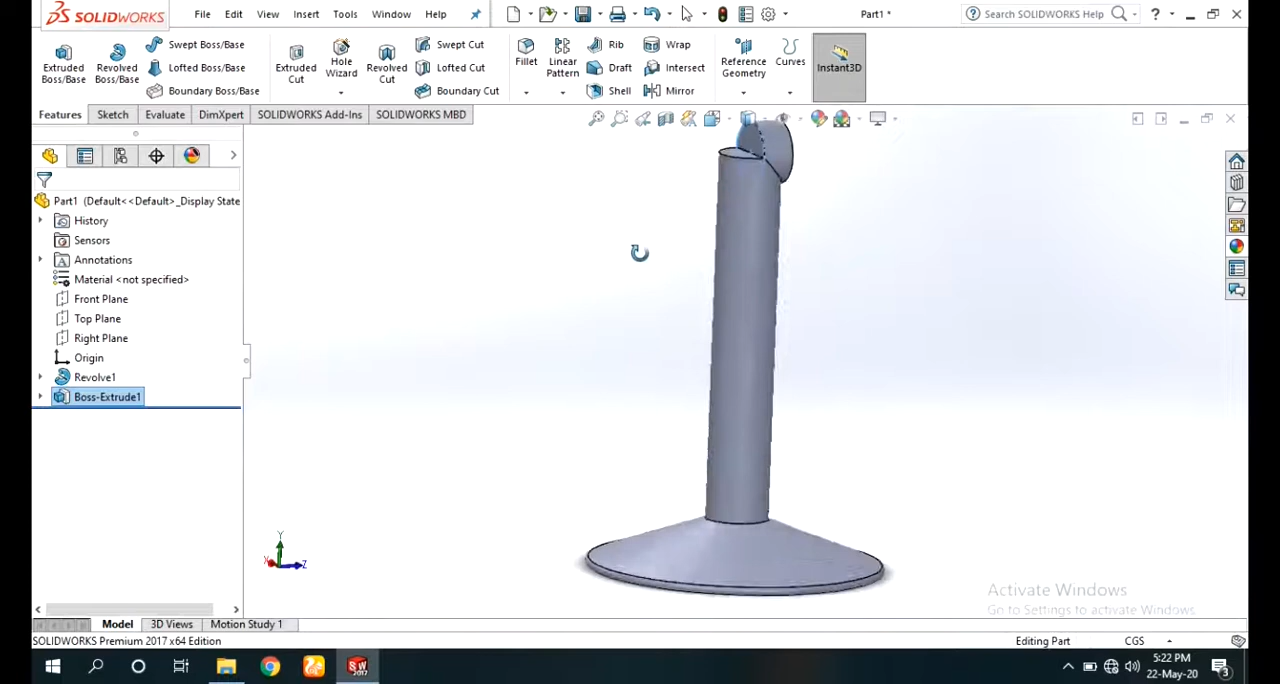 SOLIDWORKS File Edit View Insert Tools Window Help Part1 * Search SOLIDWORKS Help ?
Extruded Boss/Base
Revolved Boss/Base
Swept Boss/Base
Lofted Boss/Base
Boundary Boss/Base
Extruded Cut
Hole Wizard
Revolved Cut
Swept Cut
Lofted Cut
Boundary Cut
Fillet
Linear Pattern
Rib
Draft
Shell
Wrap
Intersect
Mirror
Reference Geometry
Curves
Instant3D
Features Sketch Evaluate DimXpert SOLIDWORKS Add-Ins SOLIDWORKS MBD
Part1 (Default<<Default>_Display State
History
Sensors
Annotations
Material <not specified>
Front Plane
Top Plane
Right Plane
Origin
Revolve1
Boss-Extrude1
Y
X
Z
Activate Windows
Go to Settings to activate Windows.
Model 3D Views Motion Study 1
SOLIDWORKS Premium 2017 x64 Edition Editing Part CGS
SW 2017
5:22 PM
22-May-20
3